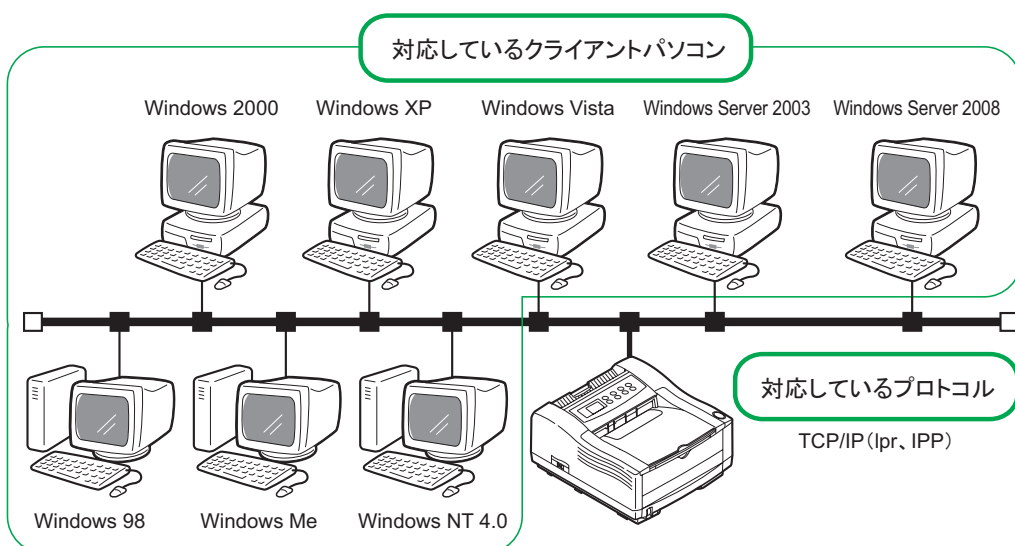 対応しているクライアントパソコン
Windows 2000
Windows XP
Windows Vista
Windows Server 2003
Windows Server 2008
対応しているプロトコル
TCP/IP（lpr、IPP）
Windows 98
Windows Me
Windows NT 4.0